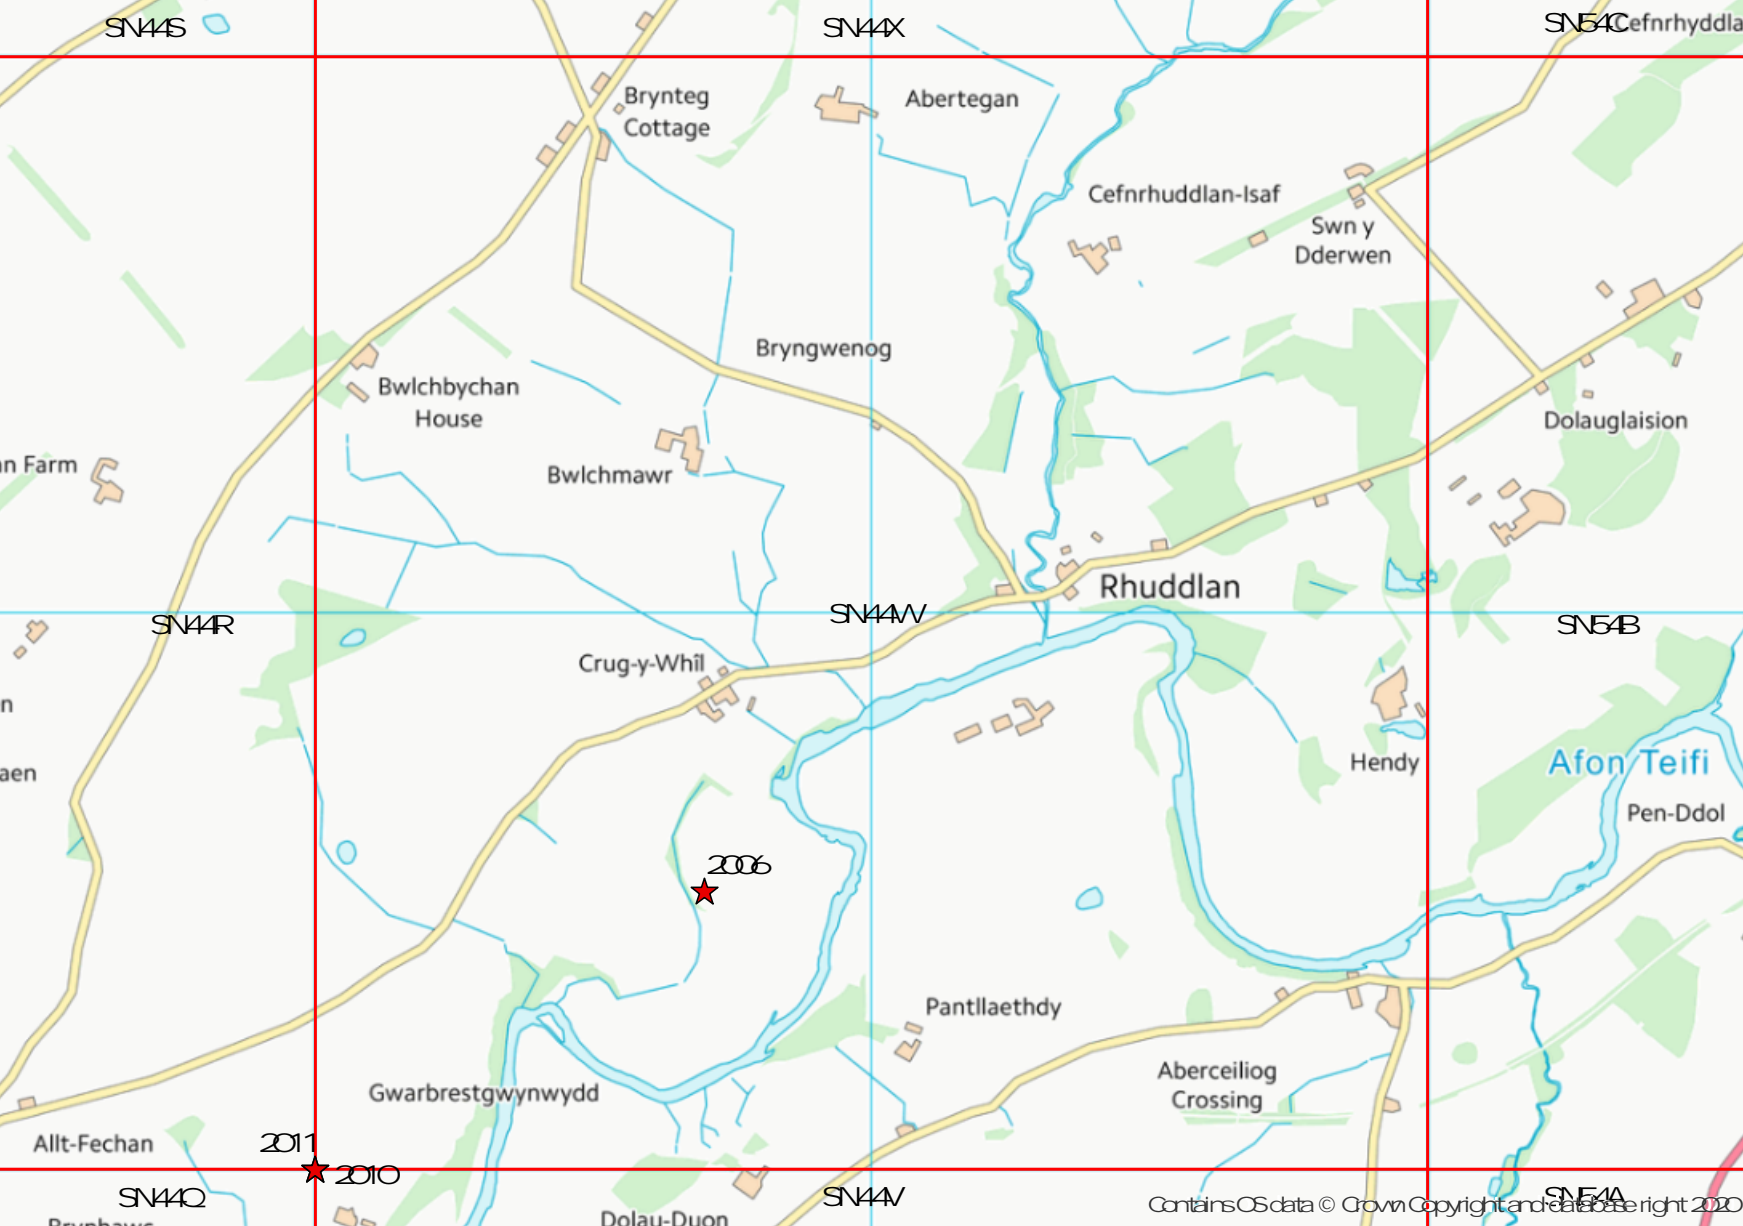 SN44S
SN44X
SN54C
Cefnrhyddla
Brynteg
Cottage
Abertegan
Cefnrhuddlan-Isaf
Swn y
Dderwen
Bryngwenog
Bwlchbychan
House
Dolauglaision
an Farm
Bwlchmawr
Rhuddlan
SN44R
SN44W
SN54B
Crug-y-Whîl
n
aen
Hendy
Afon Teifi
Pen-Ddol
2006
Pantllaethdy
Aberceiliog
Crossing
Gwarbrestgwynwydd
Allt-Fechan
2011
2010
SN44Q
SN44V
SN54A
Contains OS data © Crown Copyright and database right 2020
Dolau-Duon